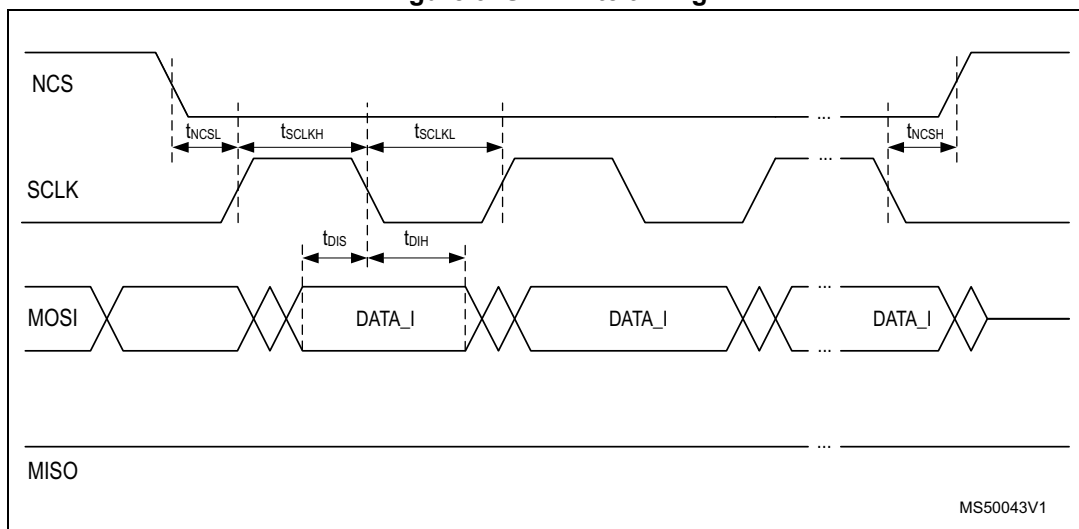 NCS
...
tNCSL tSCLKH tSCLKL tNCSH
SCLK
...
tDIS tDIH
MOSI DATA_I DATA_I ... DATA_I
...
...
MISO
MS50043V1